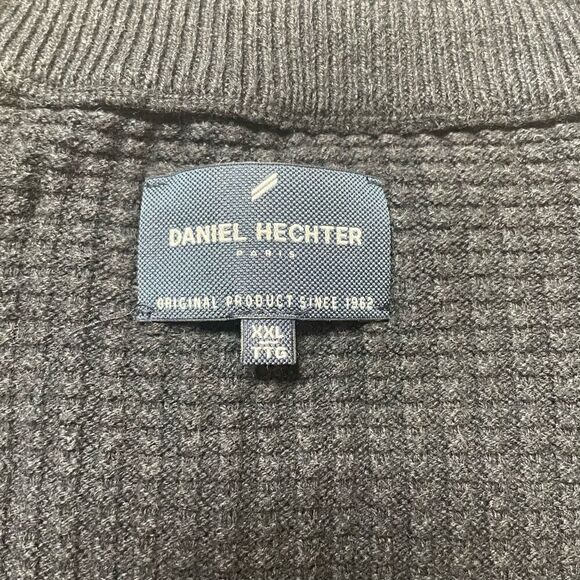 DANIEL HECHTER
PARIS
ORIGINAL PRODUCT SINCE 1962
XXL
TTG